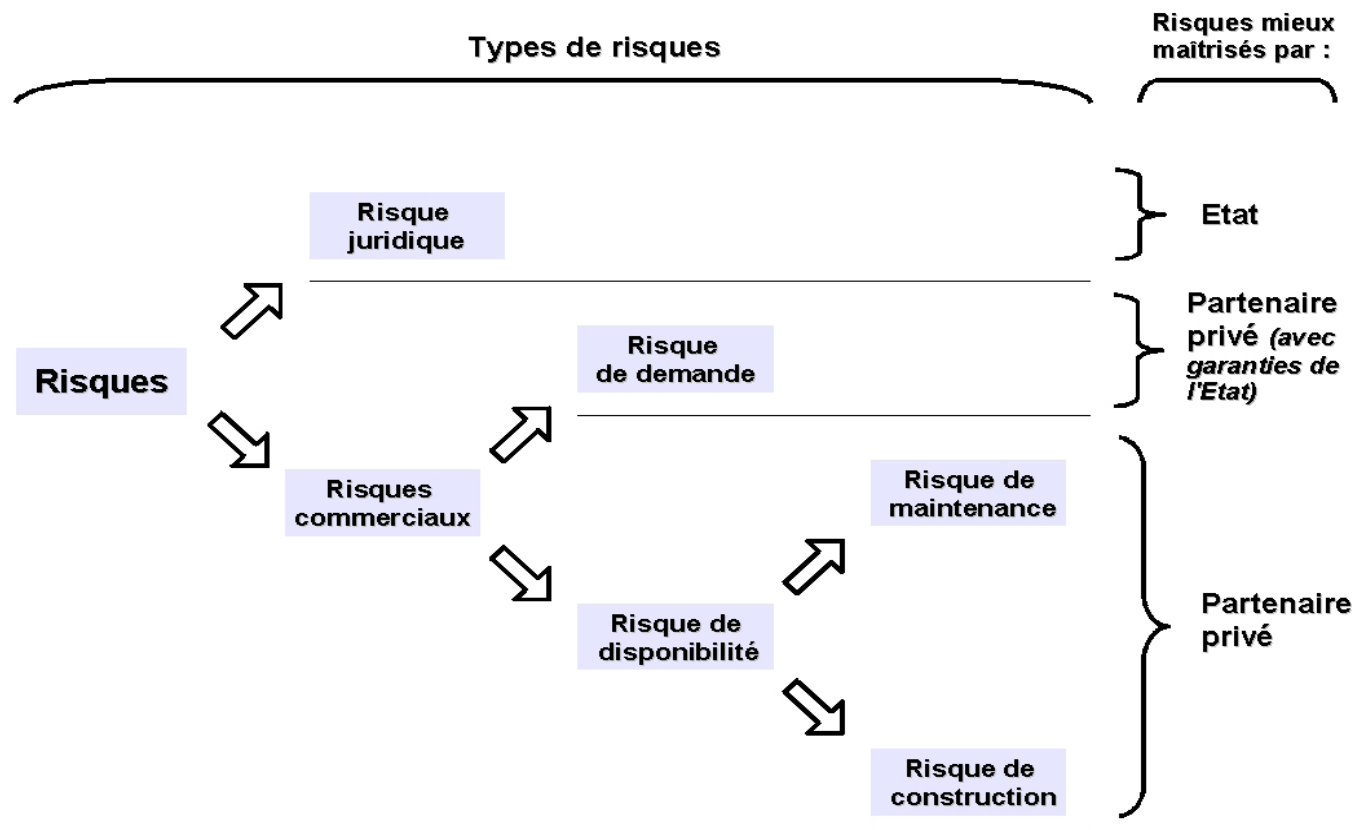 Types de risques
Risques mieux
maîtrisés par :
Risque
juridique
Etat
Risques
Risque
de demande
Partenaire
privé (avec
garanties de
l'Etat)
Risques
commerciaux
Risque de
maintenance
Risque de
disponibilité
Partenaire
privé
Risque de
construction